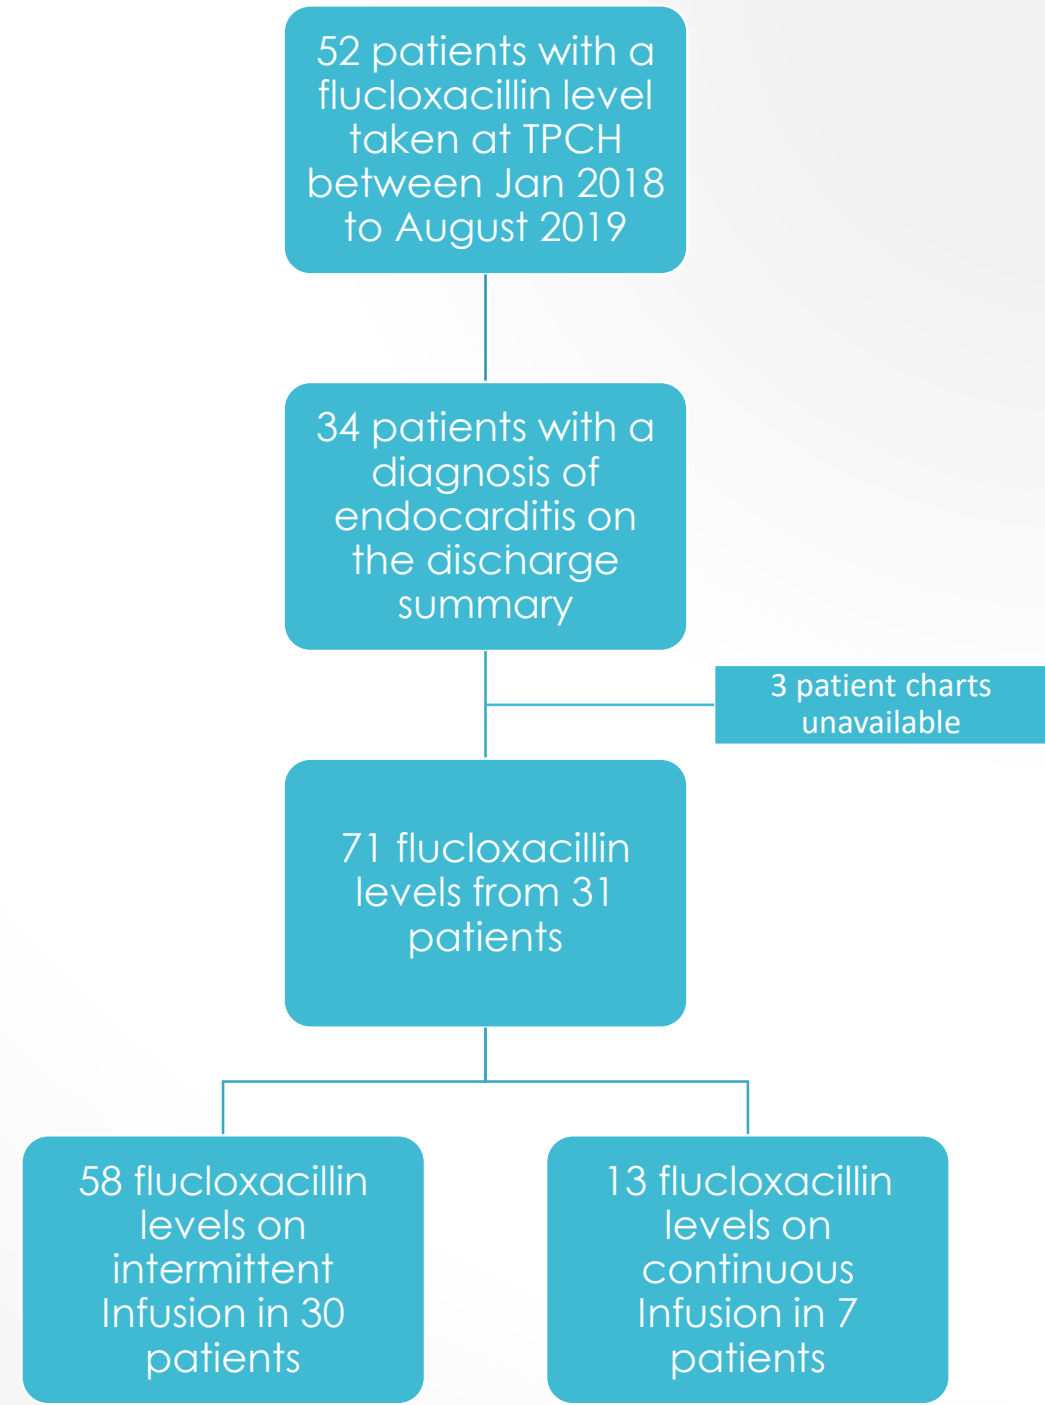 52 patients with a
flucloxacillin level
taken at TPCH
between Jan 2018
to August 2019
34 patients with a
diagnosis of
endocarditis on
the discharge
summary
3 patient charts
unavailable
71 flucloxacillin
levels from 31
patients
58 flucloxacillin
levels on
intermittent
Infusion in 30
patients
13 flucloxacillin
levels on
continuous
Infusion in 7
patients